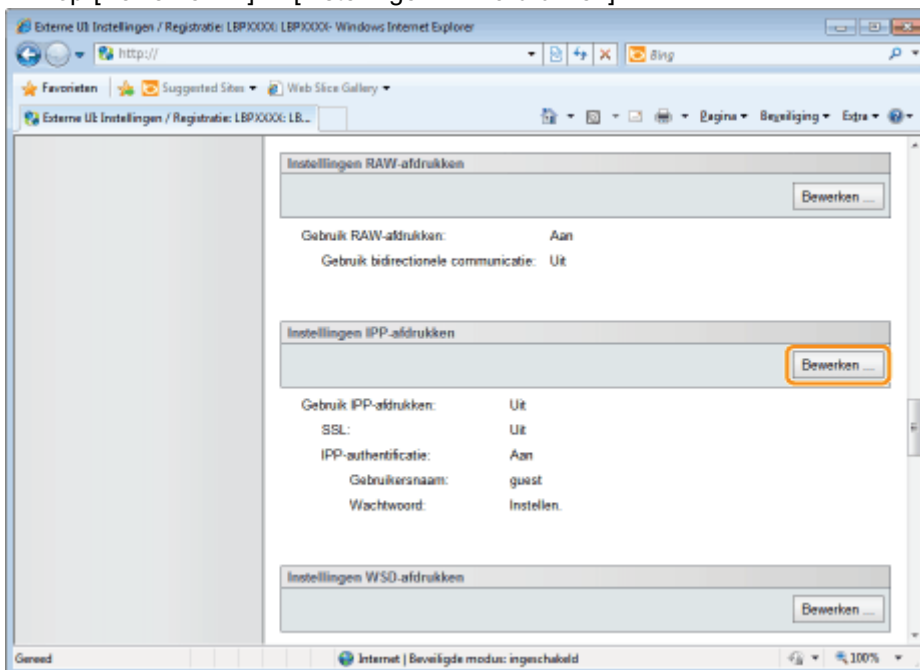 Externe UI: Instellingen / Registratie: LBPXXXX: LBPXXXX- Windows Internet Explorer
http://
Bing
Favorieten Suggested Sites Web Slice Gallery
Externe UI: Instellingen / Registratie: LBPXXXX: LB...
Pagina Beveiliging Extra
Instellingen RAW-afdrukken
Bewerken ...
Gebruik RAW-afdrukken: Aan
Gebruik bidirectionele communicatie: Uit
Instellingen IPP-afdrukken
Bewerken ...
Gebruik IPP-afdrukken: Uit
SSL: Uit
IPP-authentificatie: Aan
Gebruikersnaam: guest
Wachtwoord: Instellen.
Instellingen WSD-afdrukken
Bewerken ...
Gereed Internet | Beveiligde modus: ingeschakeld 100%